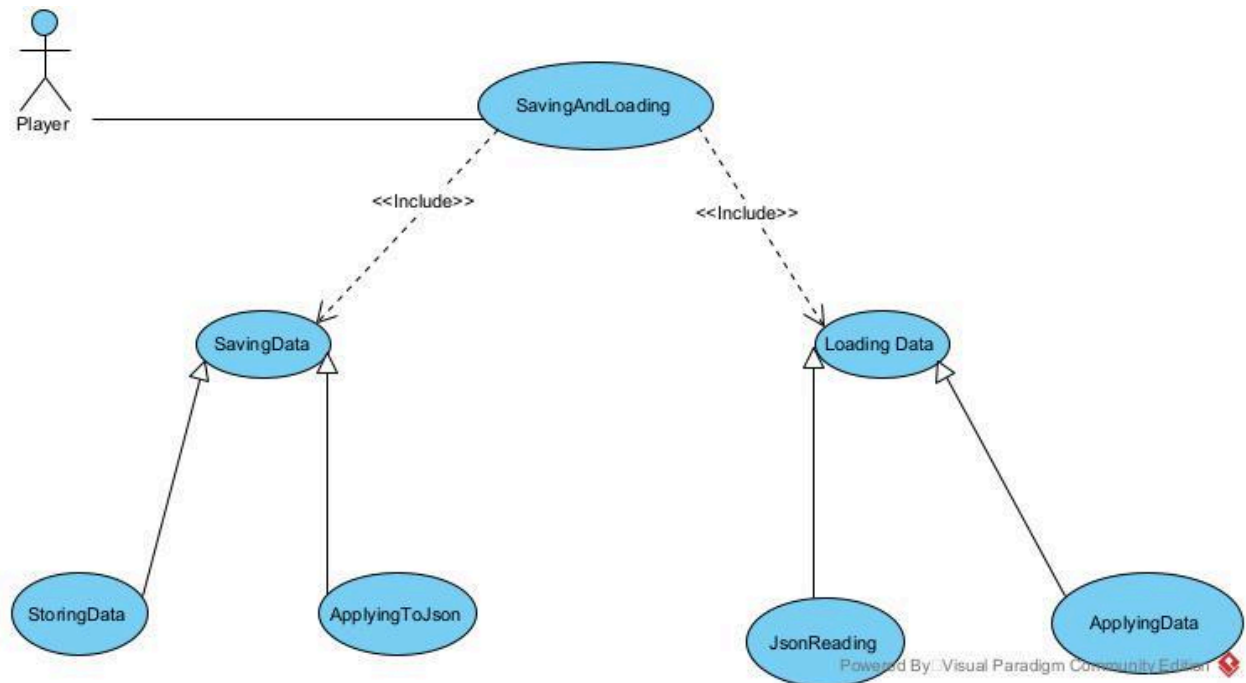 Player
SavingAndLoading
<<Include>>
<<Include>>
SavingData
Loading Data
StoringData
ApplyingToJson
JsonReading
ApplyingData
Powered By Visual Paradigm Community Edition